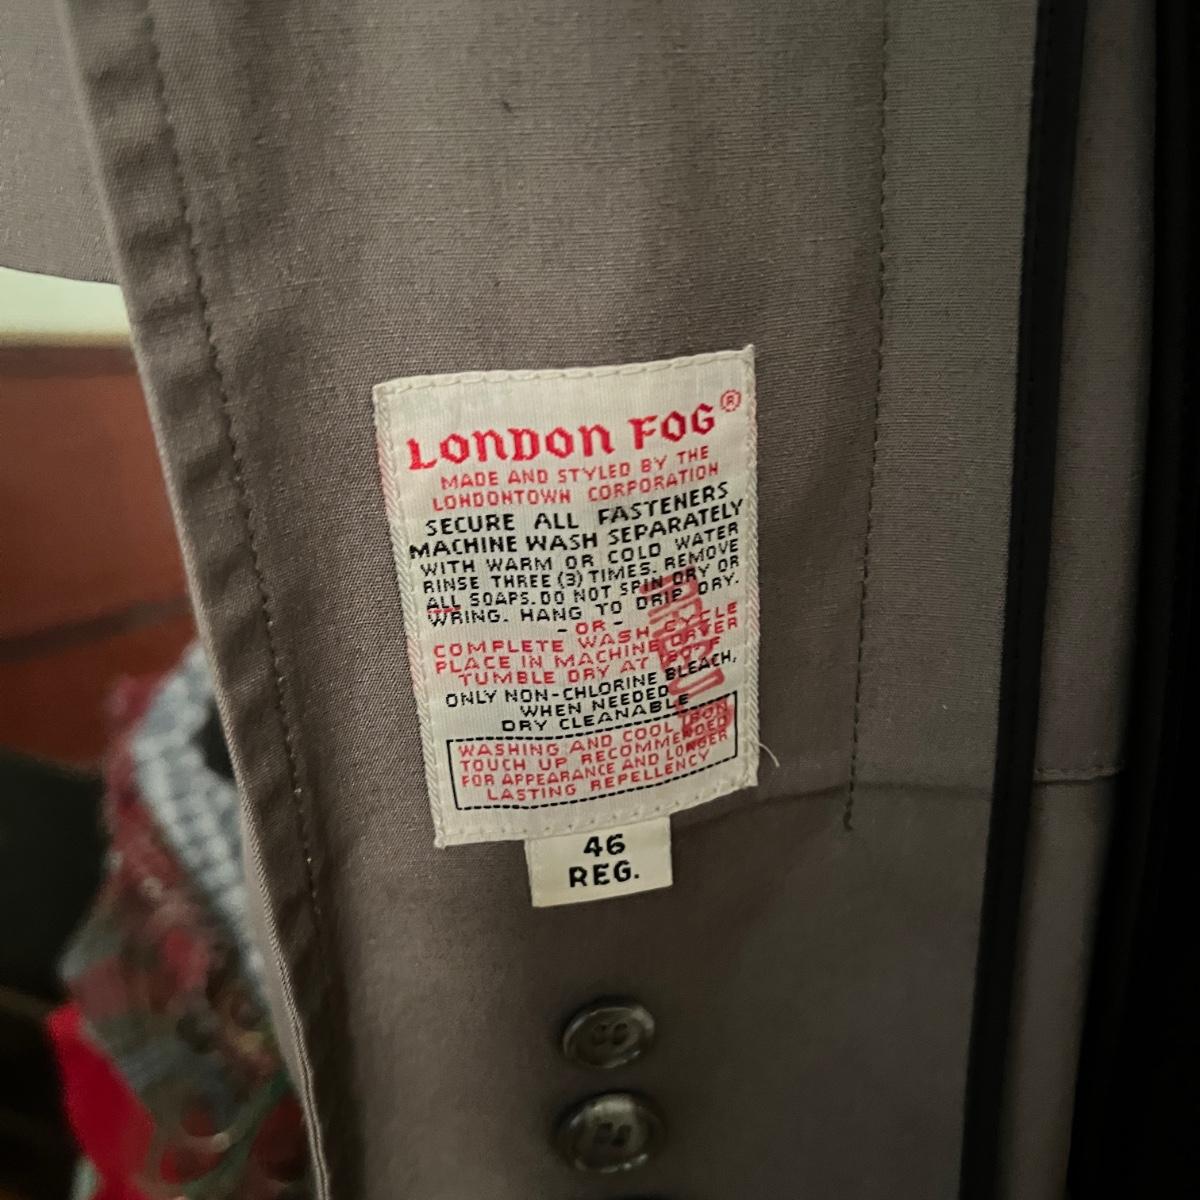 LONDON FOG®
MADE AND STYLED BY THE
LONDONTOWN CORPORATION
SECURE ALL FASTENERS
MACHINE WASH SEPARATELY
WITH WARM OR COLD WATER
RINSE THREE (3) TIMES. REMOVE
ALL SOAPS. DO NOT SPIN DRY OR
WRING. HANG TO DRIP DRY.
- OR -
COMPLETE WASH CYCLE
PLACE IN MACHINE DRYER
TUMBLE DRY AT
ONLY NON-CHLORINE BLEACH,
WHEN NEEDED
DRY CLEANABLE
WASHING AND COOL IRON
TOUCH UP RECOMMENDED
FOR APPEARANCE AND LONGER
LASTING REPELLENCY
46
REG.